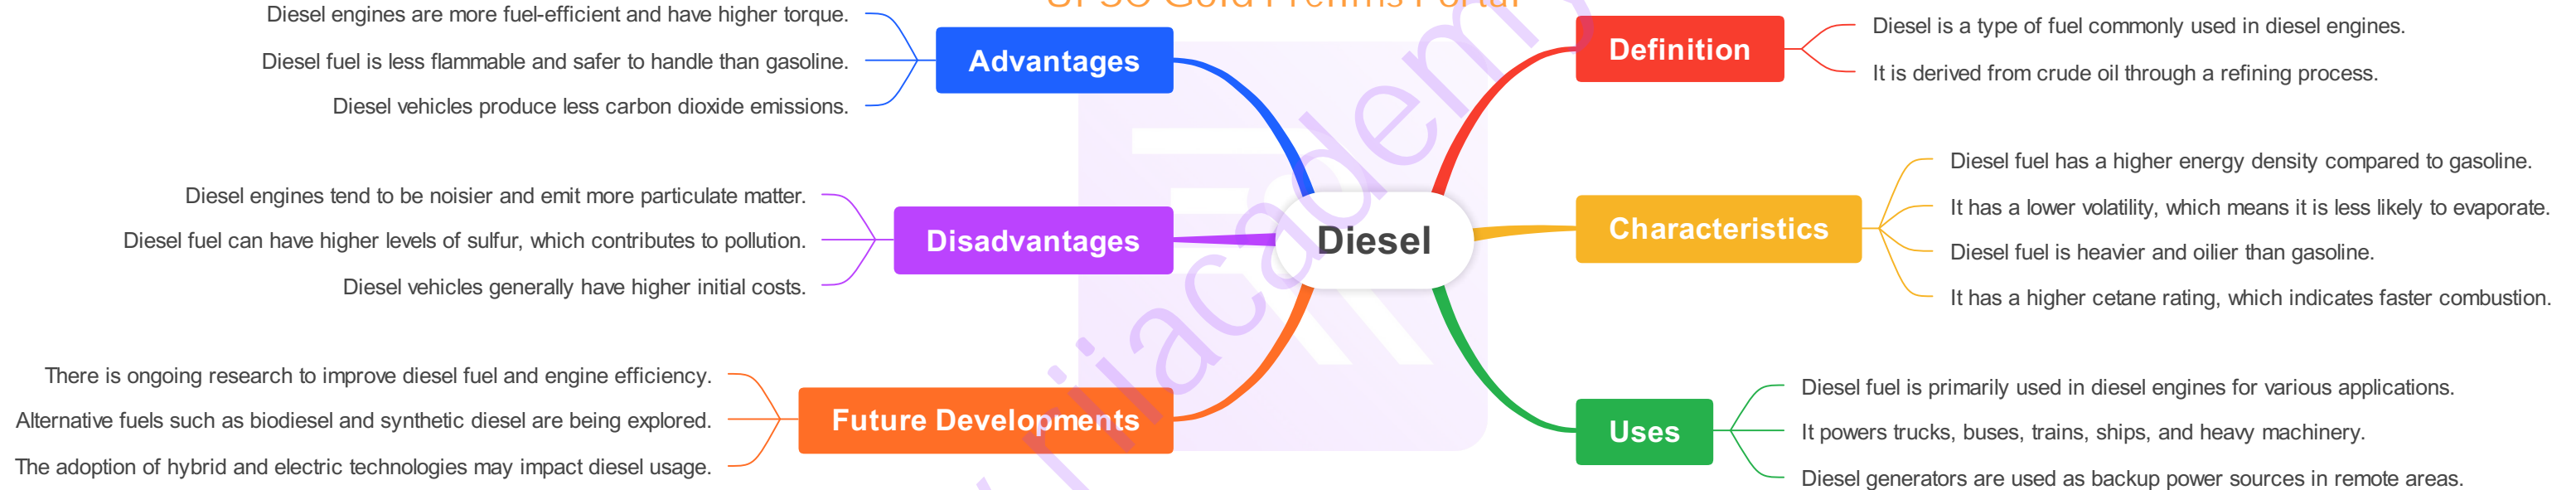 UPSC Gold Prelims Portal
Diesel
Definition
Diesel is a type of fuel commonly used in diesel engines.
It is derived from crude oil through a refining process.
Characteristics
Diesel fuel has a higher energy density compared to gasoline.
It has a lower volatility, which means it is less likely to evaporate.
Diesel fuel is heavier and oilier than gasoline.
It has a higher cetane rating, which indicates faster combustion.
Uses
Diesel fuel is primarily used in diesel engines for various applications.
It powers trucks, buses, trains, ships, and heavy machinery.
Diesel generators are used as backup power sources in remote areas.
Advantages
Diesel engines are more fuel-efficient and have higher torque.
Diesel fuel is less flammable and safer to handle than gasoline.
Diesel vehicles produce less carbon dioxide emissions.
Disadvantages
Diesel engines tend to be noisier and emit more particulate matter.
Diesel fuel can have higher levels of sulfur, which contributes to pollution.
Diesel vehicles generally have higher initial costs.
Future Developments
There is ongoing research to improve diesel fuel and engine efficiency.
Alternative fuels such as biodiesel and synthetic diesel are being explored.
The adoption of hybrid and electric technologies may impact diesel usage.